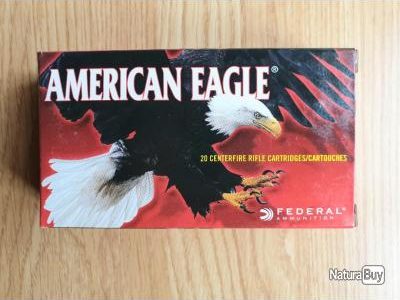 AMERICAN EAGLE®
20 CENTERFIRE RIFLE CARTRIDGES/CARTOUCHES
FEDERAL®
AMMUNITION
NaturaBuy